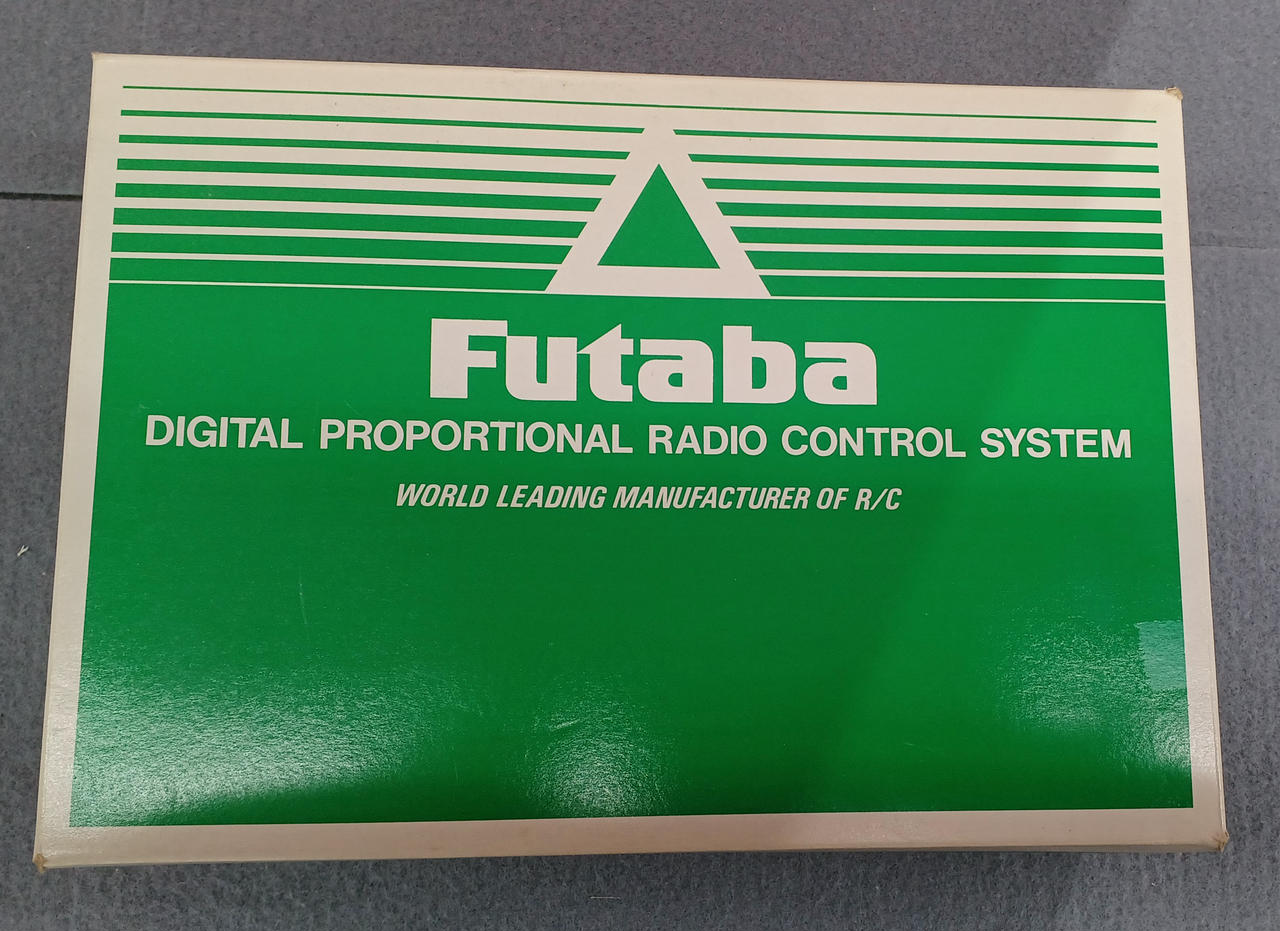 Futaba
DIGITAL PROPORTIONAL RADIO CONTROL SYSTEM
WORLD LEADING MANUFACTURER OF R/C